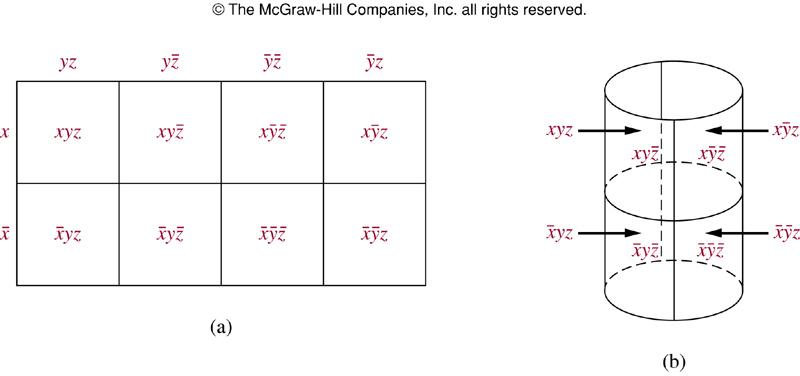 © The McGraw-Hill Companies, Inc. all rights reserved.
yz yz̄ ȳz̄ ȳz
x xyz xyz̄ xȳz̄ xȳz
x̄ x̄yz x̄yz̄ x̄ȳz̄ x̄ȳz
(a)
xyz xȳz
xyz̄ xȳz̄
x̄yz x̄ȳz
x̄yz̄ x̄ȳz̄
(b)